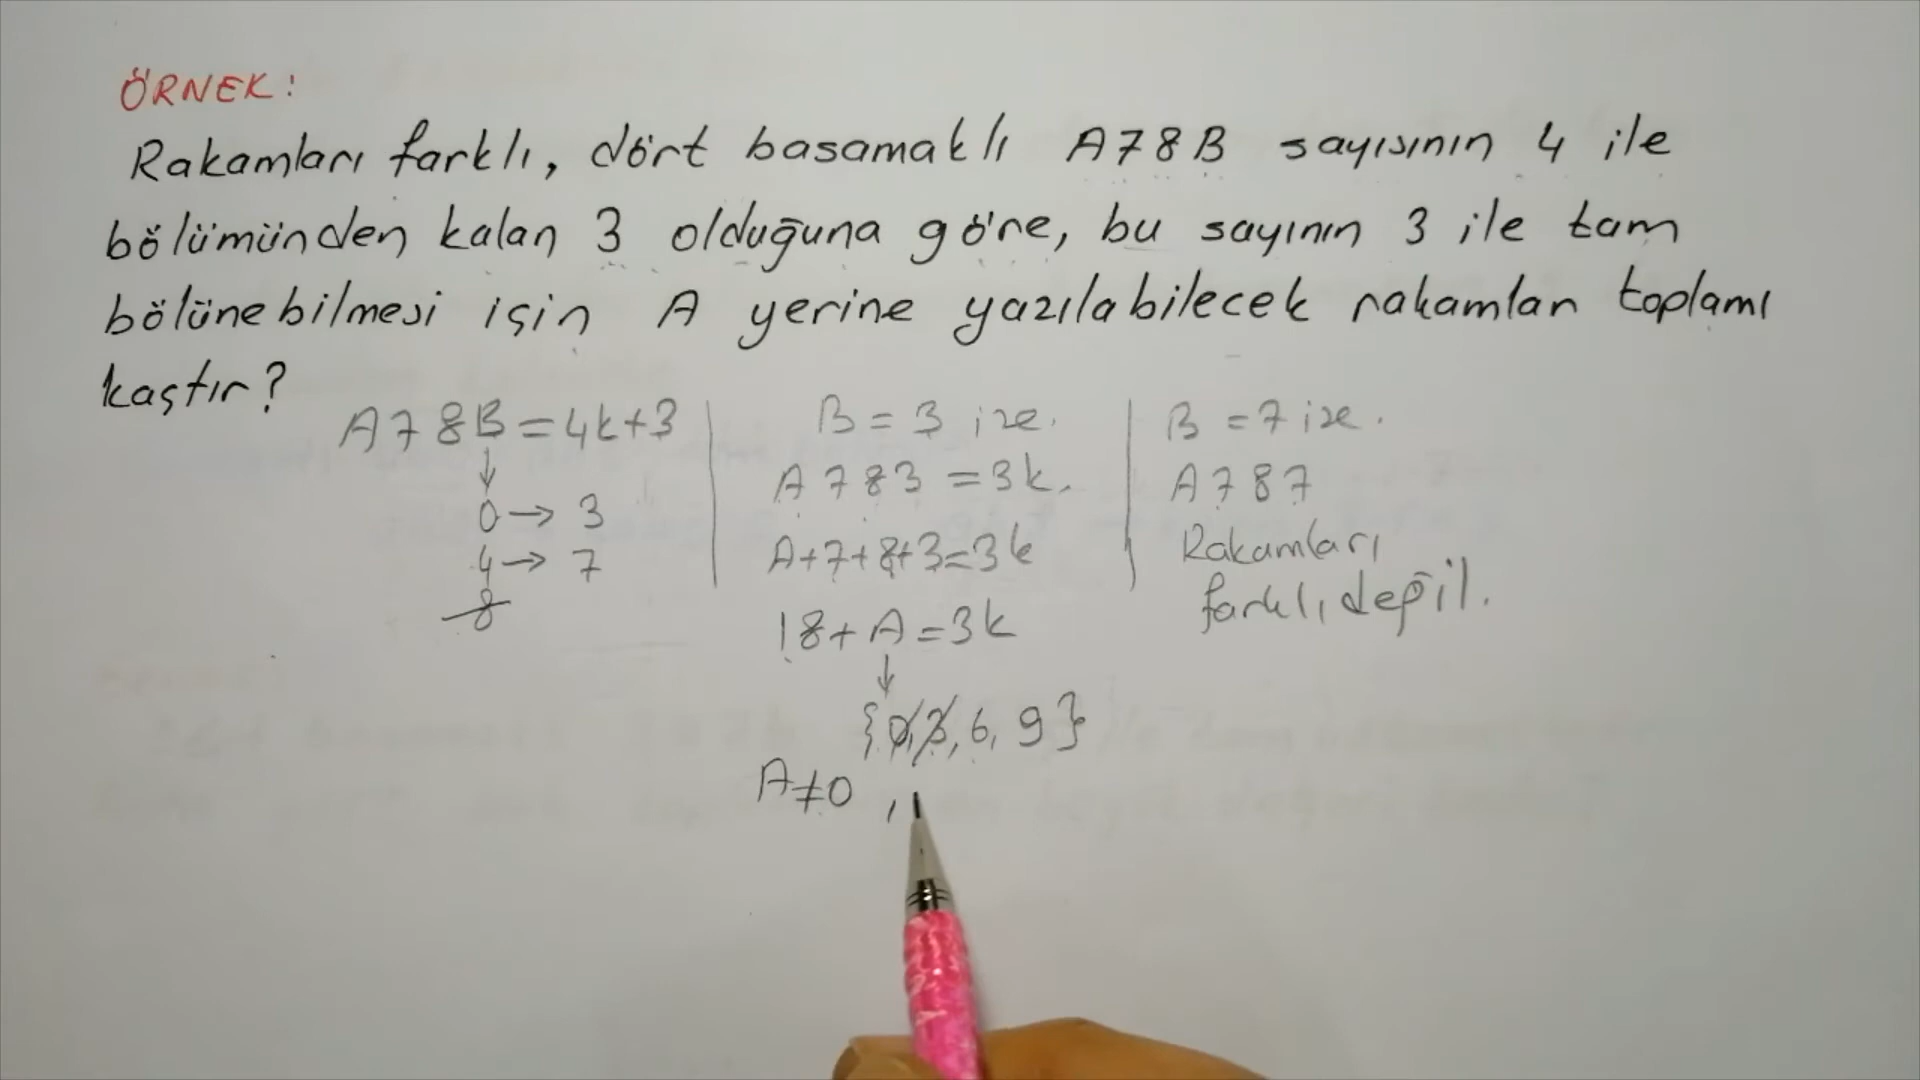 ÖRNEK:
Rakamları farklı, dört basamaklı A78B sayısının 4 ile
bölümünden kalan 3 olduğuna göre, bu sayının 3 ile tam
bölünebilmesi için A yerine yazılabilecek rakamlar toplamı
kaçtır?
A78B=4k+3
↓
0→3
4→7
8
B=3 ise.
A783=3k.
A+7+8+3=3k
18+A=3k
↓
{0,3,6,9}
A≠0,
B=7 ise.
A787
Rakamları
farklı değil.